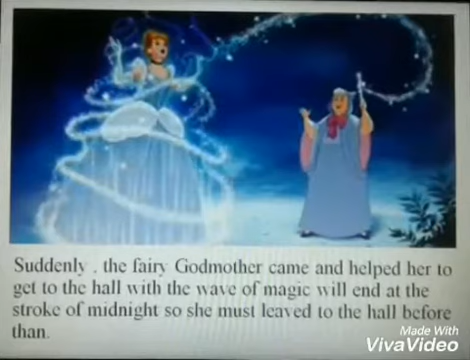 Suddenly , the fairy Godmother came and helped her to
get to the hall with the wave of magic will end at the
stroke of midnight so she must leaved to the hall before
than.
Made With
VivaVideo